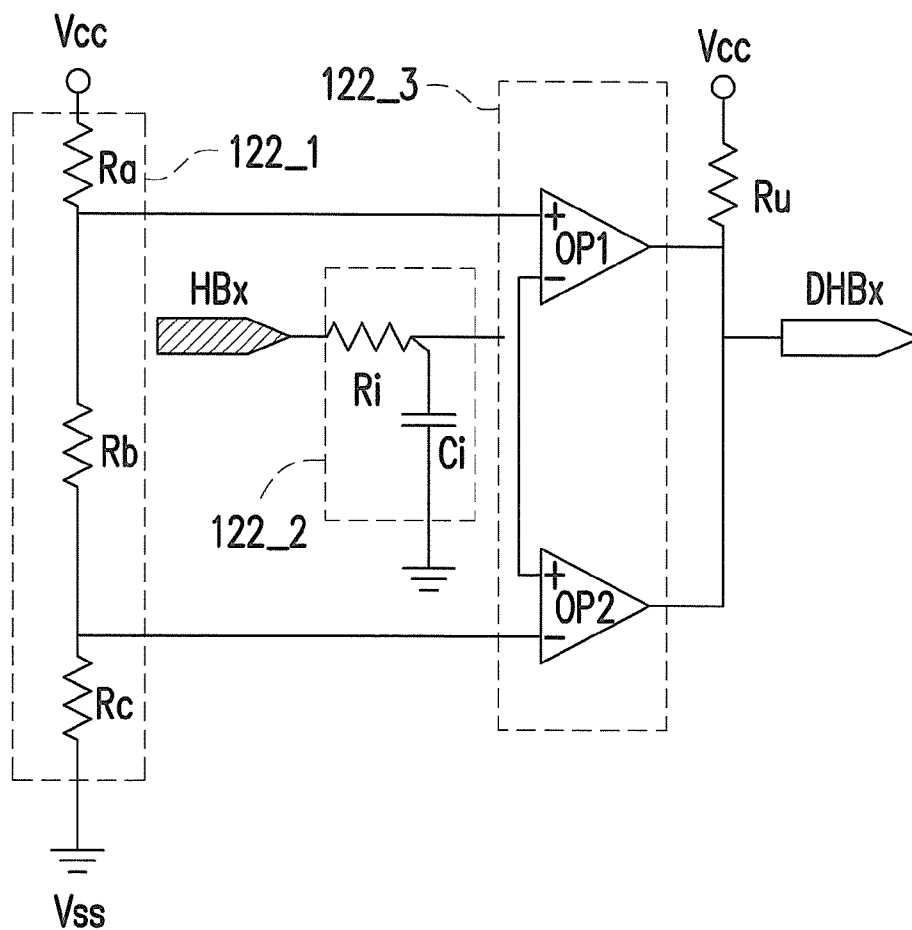 Vcc
Vcc
122_3
Ra
122_1
Ru
+
OP1
-
HBx
DHBx
Ri
Rb
Ci
122_2
+
OP2
-
Rc
Vss